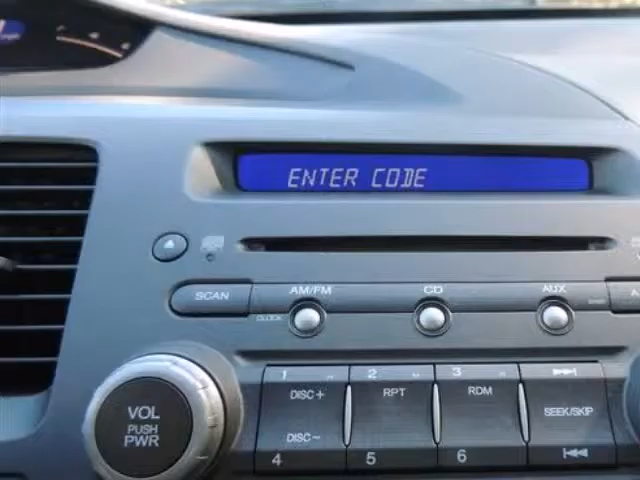 ENTER CODE
AM/FM
CD
AUX
SCAN
CLOCK
1
2
3
DISC +
RPT
RDM
SEEK/SKIP
DISC −
4
5
6
VOL
PUSH
PWR